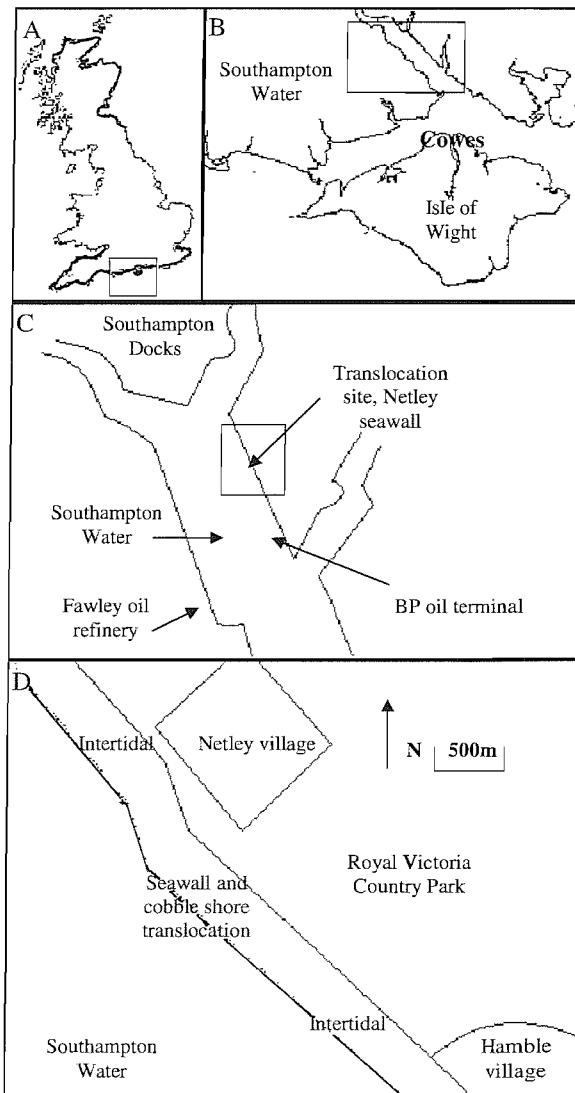 A
B
Southampton
Water
Cowes
Isle of
Wight
C
Southampton
Docks
Translocation
site, Netley
seawall
Southampton
Water
Fawley oil
refinery
BP oil terminal
D
Intertidal
Netley village
N
500m
Royal Victoria
Country Park
Seawall and
cobble shore
translocation
Intertidal
Southampton
Water
Hamble
village